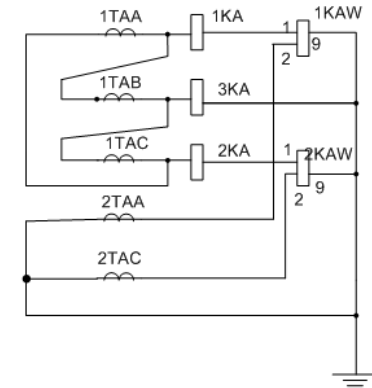 1TAA 1KA 1 1KAW
9
2
1TAB
3KA
1TAC
2KA 1 2KAW
9
2
2TAA
2TAC